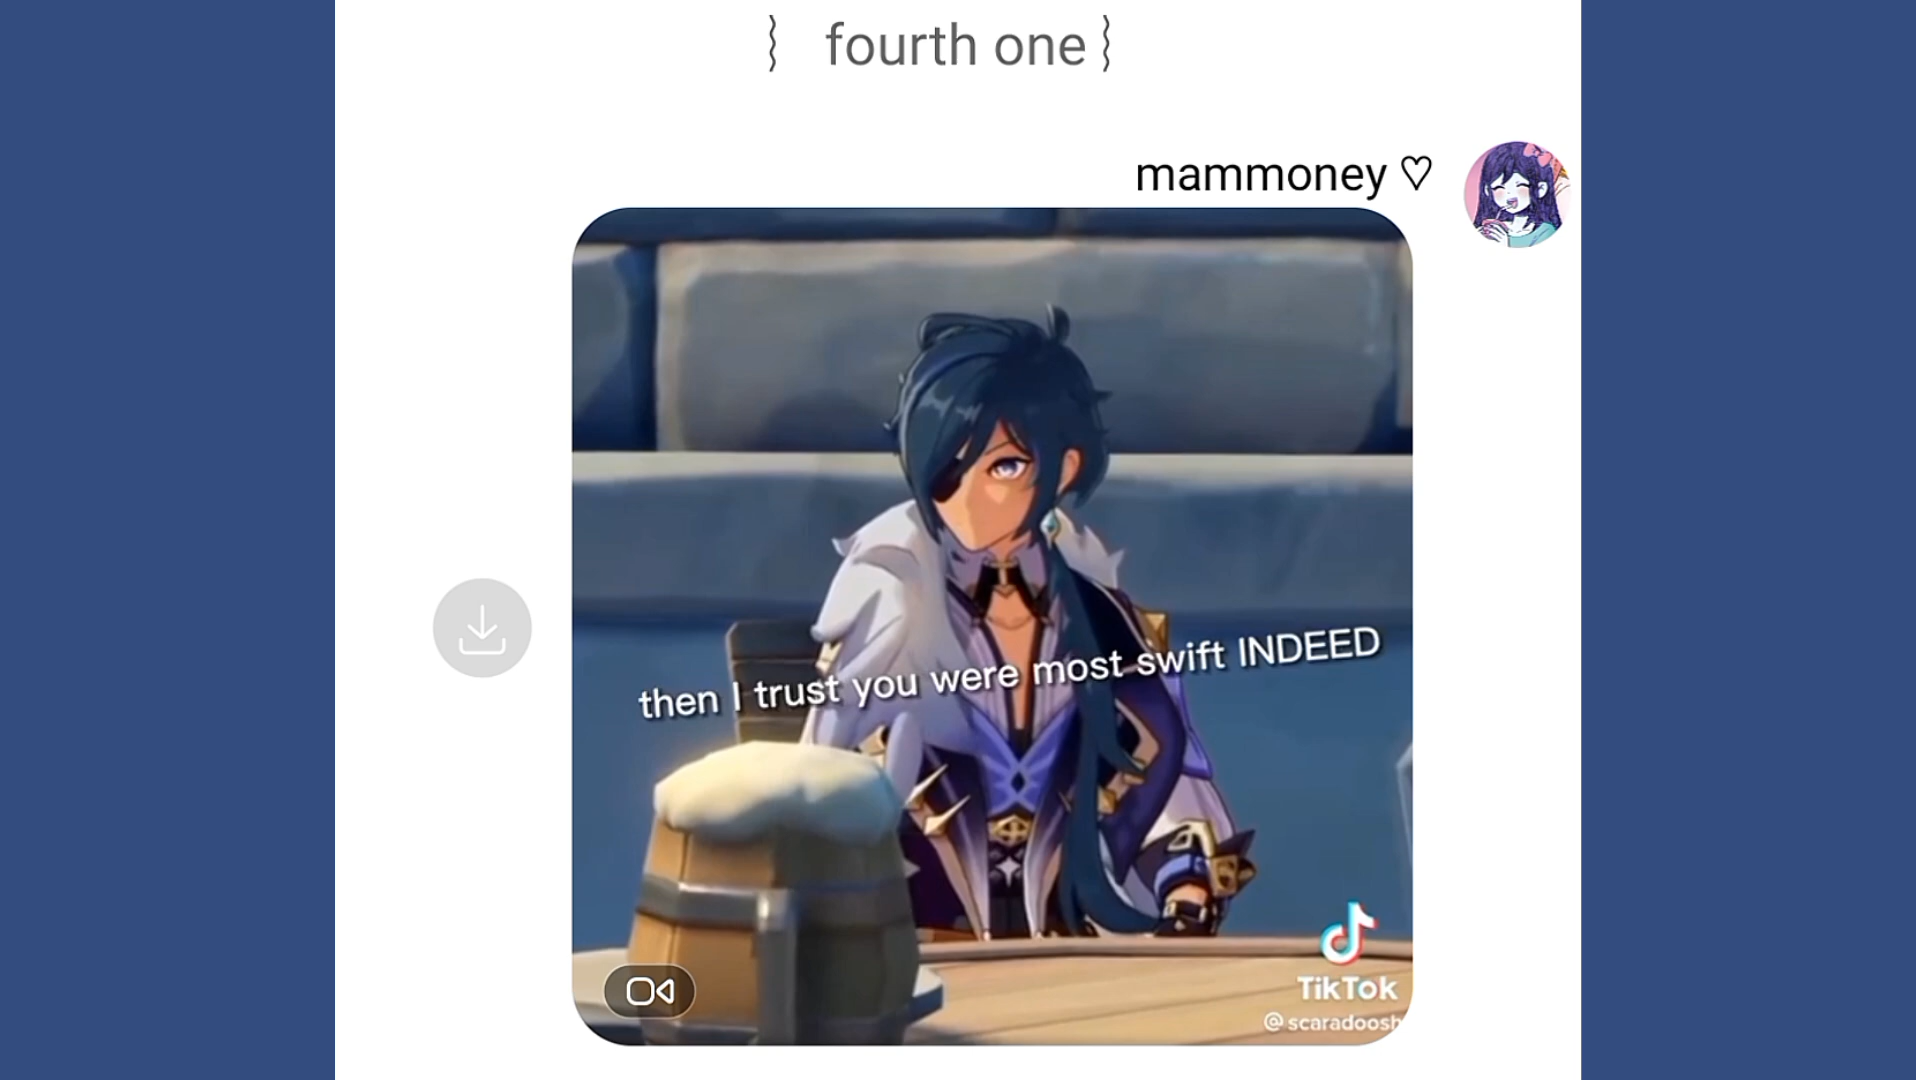 fourth one
mammoney ♡
then I trust you were most swift INDEED
TikTok
@scaradoosh